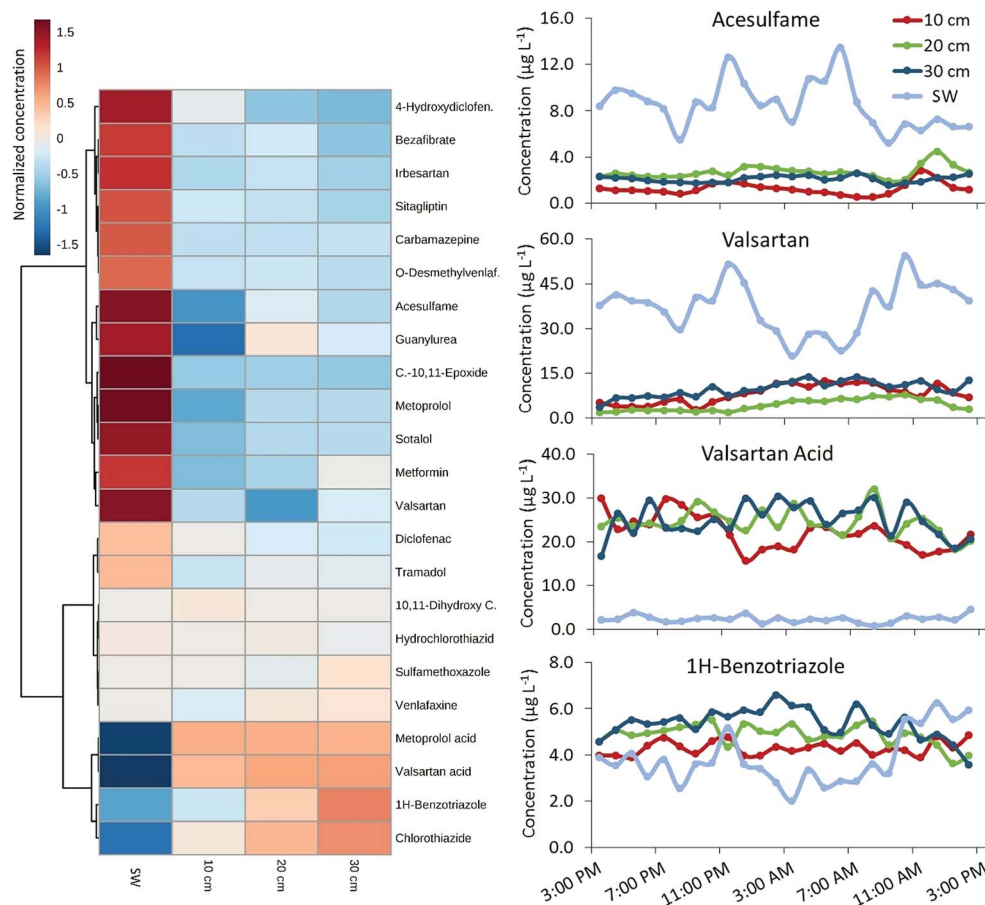 Normalized concentration
1.5
1
0.5
0
-0.5
-1
-1.5
4-Hydroxydiclofen.
Bezafibrate
Irbesartan
Sitagliptin
Carbamazepine
O-Desmethylvenlaf.
Acesulfame
Guanylurea
C.-10,11-Epoxide
Metoprolol
Sotalol
Metformin
Valsartan
Diclofenac
Tramadol
10,11-Dihydroxy C.
Hydrochlorothiazid
Sulfamethoxazole
Venlafaxine
Metoprolol acid
Valsartan acid
1H-Benzotriazole
Chlorothiazide
SW
10 cm
20 cm
30 cm
Acesulfame
10 cm
20 cm
30 cm
SW
Concentration (µg L⁻¹)
16.0
12.0
8.0
4.0
0.0
Valsartan
Concentration (µg L⁻¹)
60.0
45.0
30.0
15.0
0.0
Valsartan Acid
Concentration (µg L⁻¹)
40.0
30.0
20.0
10.0
0.0
1H-Benzotriazole
Concentration (µg L⁻¹)
8.0
6.0
4.0
2.0
0.0
3:00 PM
7:00 PM
11:00 PM
3:00 AM
7:00 AM
11:00 AM
3:00 PM